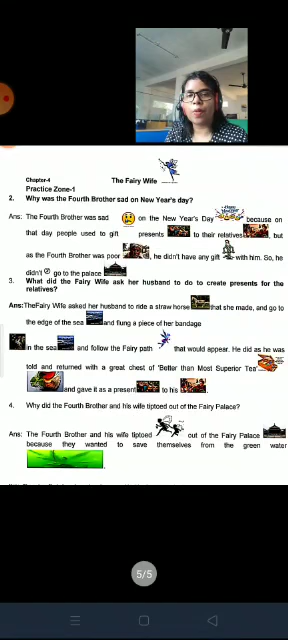 Chapter-4
The Fairy Wife
Practice Zone-1
2. Why was the Fourth Brother sad on New Year's day?
Ans: The Fourth Brother was sad on the New Year's Day because on
that day people used to gift presents to their relatives, but
as the Fourth Brother was poor, he didn't have any gift with him. So, he
didn't go to the palace
3. What did the Fairy Wife ask her husband to do to create presents for the
relatives?
Ans:TheFairy Wife asked her husband to ride a straw horse that she made, and go to
the edge of the sea and flung a piece of her bandage
in the sea and follow the Fairy path that would appear. He did as he was
told and returned with a great chest of 'Better than Most Superior Tea'
and gave it as a present to his
4. Why did the Fourth Brother and his wife tiptoed out of the Fairy Palace?
Ans: The Fourth Brother and his wife tiptoed out of the Fairy Palace
because they wanted to save themselves from the green water
.
5/5